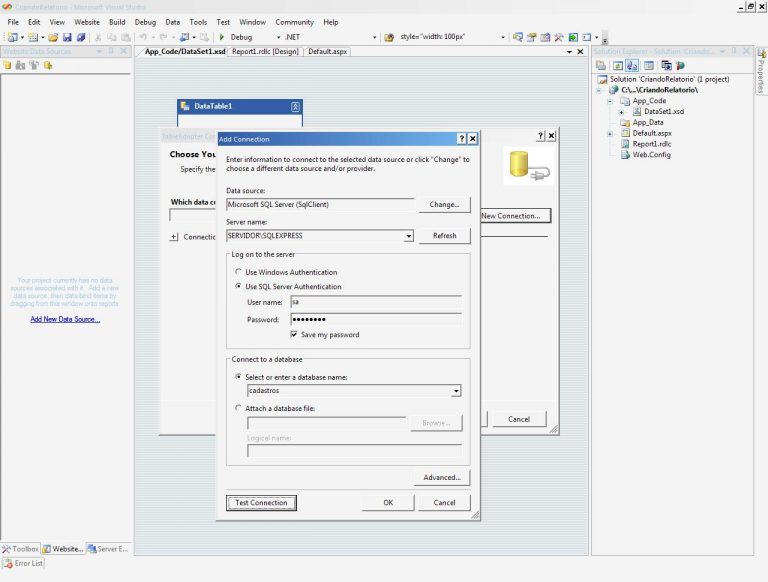 CriandoRelatorio - Microsoft Visual Studio
File Edit View Website Build Debug Data Tools Test Window Community Help
Debug .NET style="width: 100px"
Website Data Sources
App_Code/DataSet1.xsd Report1.rdlc [Design] Default.aspx
Solution Explorer - Solution 'Criando...
Properties
Solution 'CriandoRelatorio' (1 project)
C:\...\CriandoRelatorio\
App_Code
DataSet1.xsd
App_Data
Default.aspx
Report1.rdlc
Web.Config
DataTable1
Choose You
Specify the
Which data co
Connectio
New Connection...
Cancel
Add Connection
Enter information to connect to the selected data source or click "Change" to
choose a different data source and/or provider.
Data source:
Microsoft SQL Server (SqlClient)
Change...
Server name:
SERVIDOR\SQLEXPRESS
Refresh
Log on to the server
Use Windows Authentication
Use SQL Server Authentication
User name: sa
Password: ●●●●●●●●
Save my password
Connect to a database
Select or enter a database name:
cadastros
Attach a database file:
Browse...
Logical name:
Advanced...
Test Connection OK Cancel
Your project currently has no data
sources associated with it. Add a new
data source, then data-bind items by
dragging from this window onto reports.
Add New Data Source...
Toolbox Website... Server E...
Error List